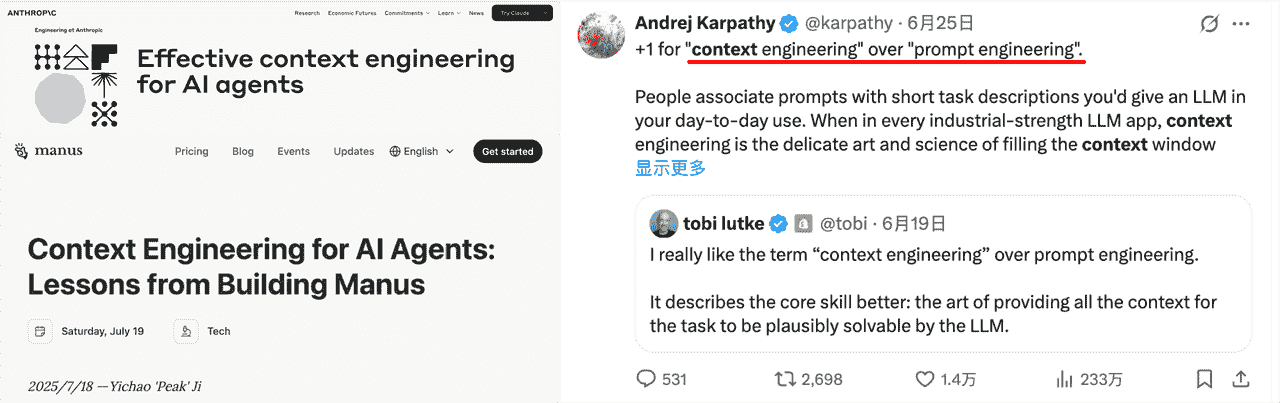 ANTHROP\C
Research Economic Futures Commitments Learn News Try Claude
Engineering at Anthropic
Effective context engineering
for AI agents
manus
Pricing Blog Events Updates English Get started
Context Engineering for AI Agents:
Lessons from Building Manus
Saturday, July 19 Tech
2025/7/18 —Yichao 'Peak' Ji
Andrej Karpathy @karpathy · 6月25日
+1 for "context engineering" over "prompt engineering".
People associate prompts with short task descriptions you'd give an LLM in
your day-to-day use. When in every industrial-strength LLM app, context
engineering is the delicate art and science of filling the context window
显示更多
tobi lutke @tobi · 6月19日
I really like the term “context engineering” over prompt engineering.
It describes the core skill better: the art of providing all the context for
the task to be plausibly solvable by the LLM.
531 2,698 1.4万 233万